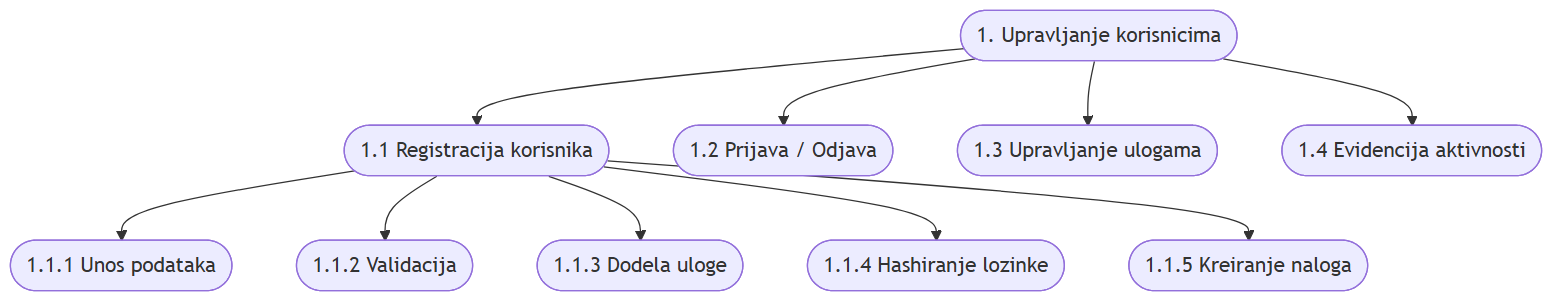 1. Upravljanje korisnicima
1.1 Registracija korisnika
1.2 Prijava / Odjava
1.3 Upravljanje ulogama
1.4 Evidencija aktivnosti
1.1.1 Unos podataka
1.1.2 Validacija
1.1.3 Dodela uloge
1.1.4 Hashiranje lozinke
1.1.5 Kreiranje naloga